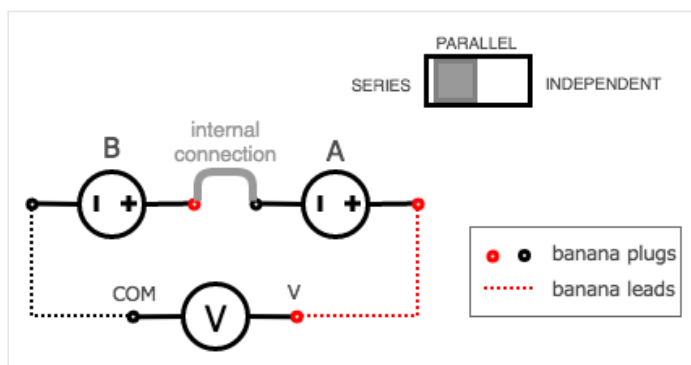 PARALLEL
SERIES
INDEPENDENT
internal
connection
B
A
I +
I +
COM
V
V
banana plugs
banana leads